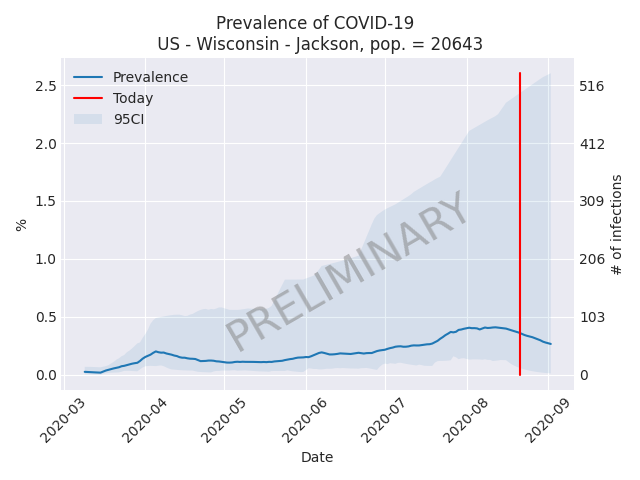 Prevalence of COVID-19
US - Wisconsin - Jackson, pop. = 20643
Prevalence
Today
95CI
%
2.5
2.0
1.5
1.0
0.5
0.0
516
412
309
206
103
0
# of infections
PRELIMINARY
2020-03
2020-04
2020-05
2020-06
2020-07
2020-08
2020-09
Date